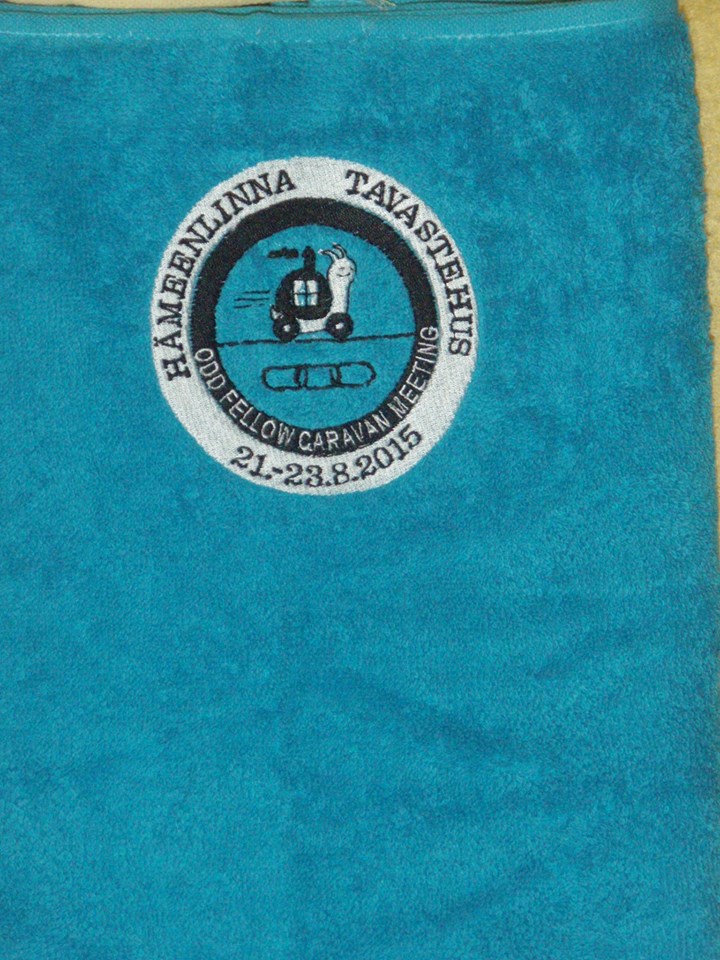 HÄMEENLINNA TAVASTEHUS
ODD FELLOW CARAVAN MEETING
21.-23.8.2015